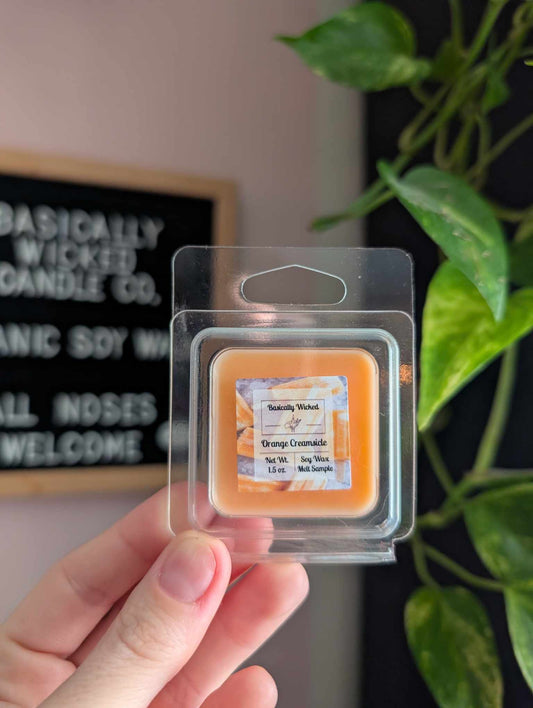 BASICALLY
WICKED
CANDLE CO.
ANIC SOY WA
ALL NOSES
WELCOME
Basically Wicked
Orange Creamsicle
Net Wt.
1.5 oz.
Soy Wax
Melt Sample